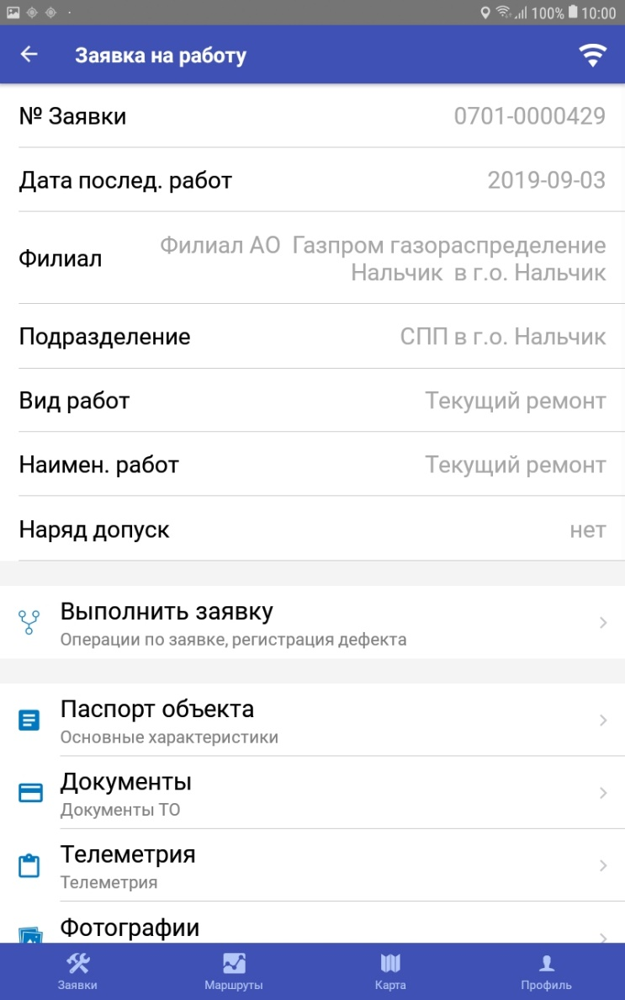 100% 10:00
Заявка на работу
№ Заявки 0701-0000429
Дата послед. работ 2019-09-03
Филиал Филиал АО Газпром газораспределение
Нальчик в г.о. Нальчик
Подразделение СПП в г.о. Нальчик
Вид работ Текущий ремонт
Наимен. работ Текущий ремонт
Наряд допуск нет
Выполнить заявку
Операции по заявке, регистрация дефекта
Паспорт объекта
Основные характеристики
Документы
Документы ТО
Телеметрия
Телеметрия
Фотографии
Заявки Маршруты Карта Профиль